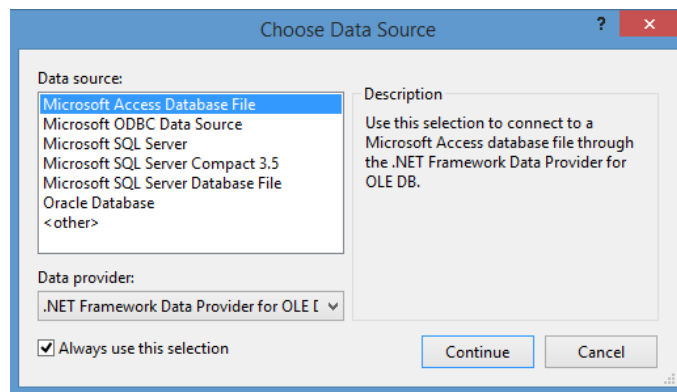 Choose Data Source
?
Data source:
Microsoft Access Database File
Microsoft ODBC Data Source
Microsoft SQL Server
Microsoft SQL Server Compact 3.5
Microsoft SQL Server Database File
Oracle Database
<other>
Description
Use this selection to connect to a
Microsoft Access database file through
the .NET Framework Data Provider for
OLE DB.
Data provider:
.NET Framework Data Provider for OLE
Always use this selection
Continue
Cancel